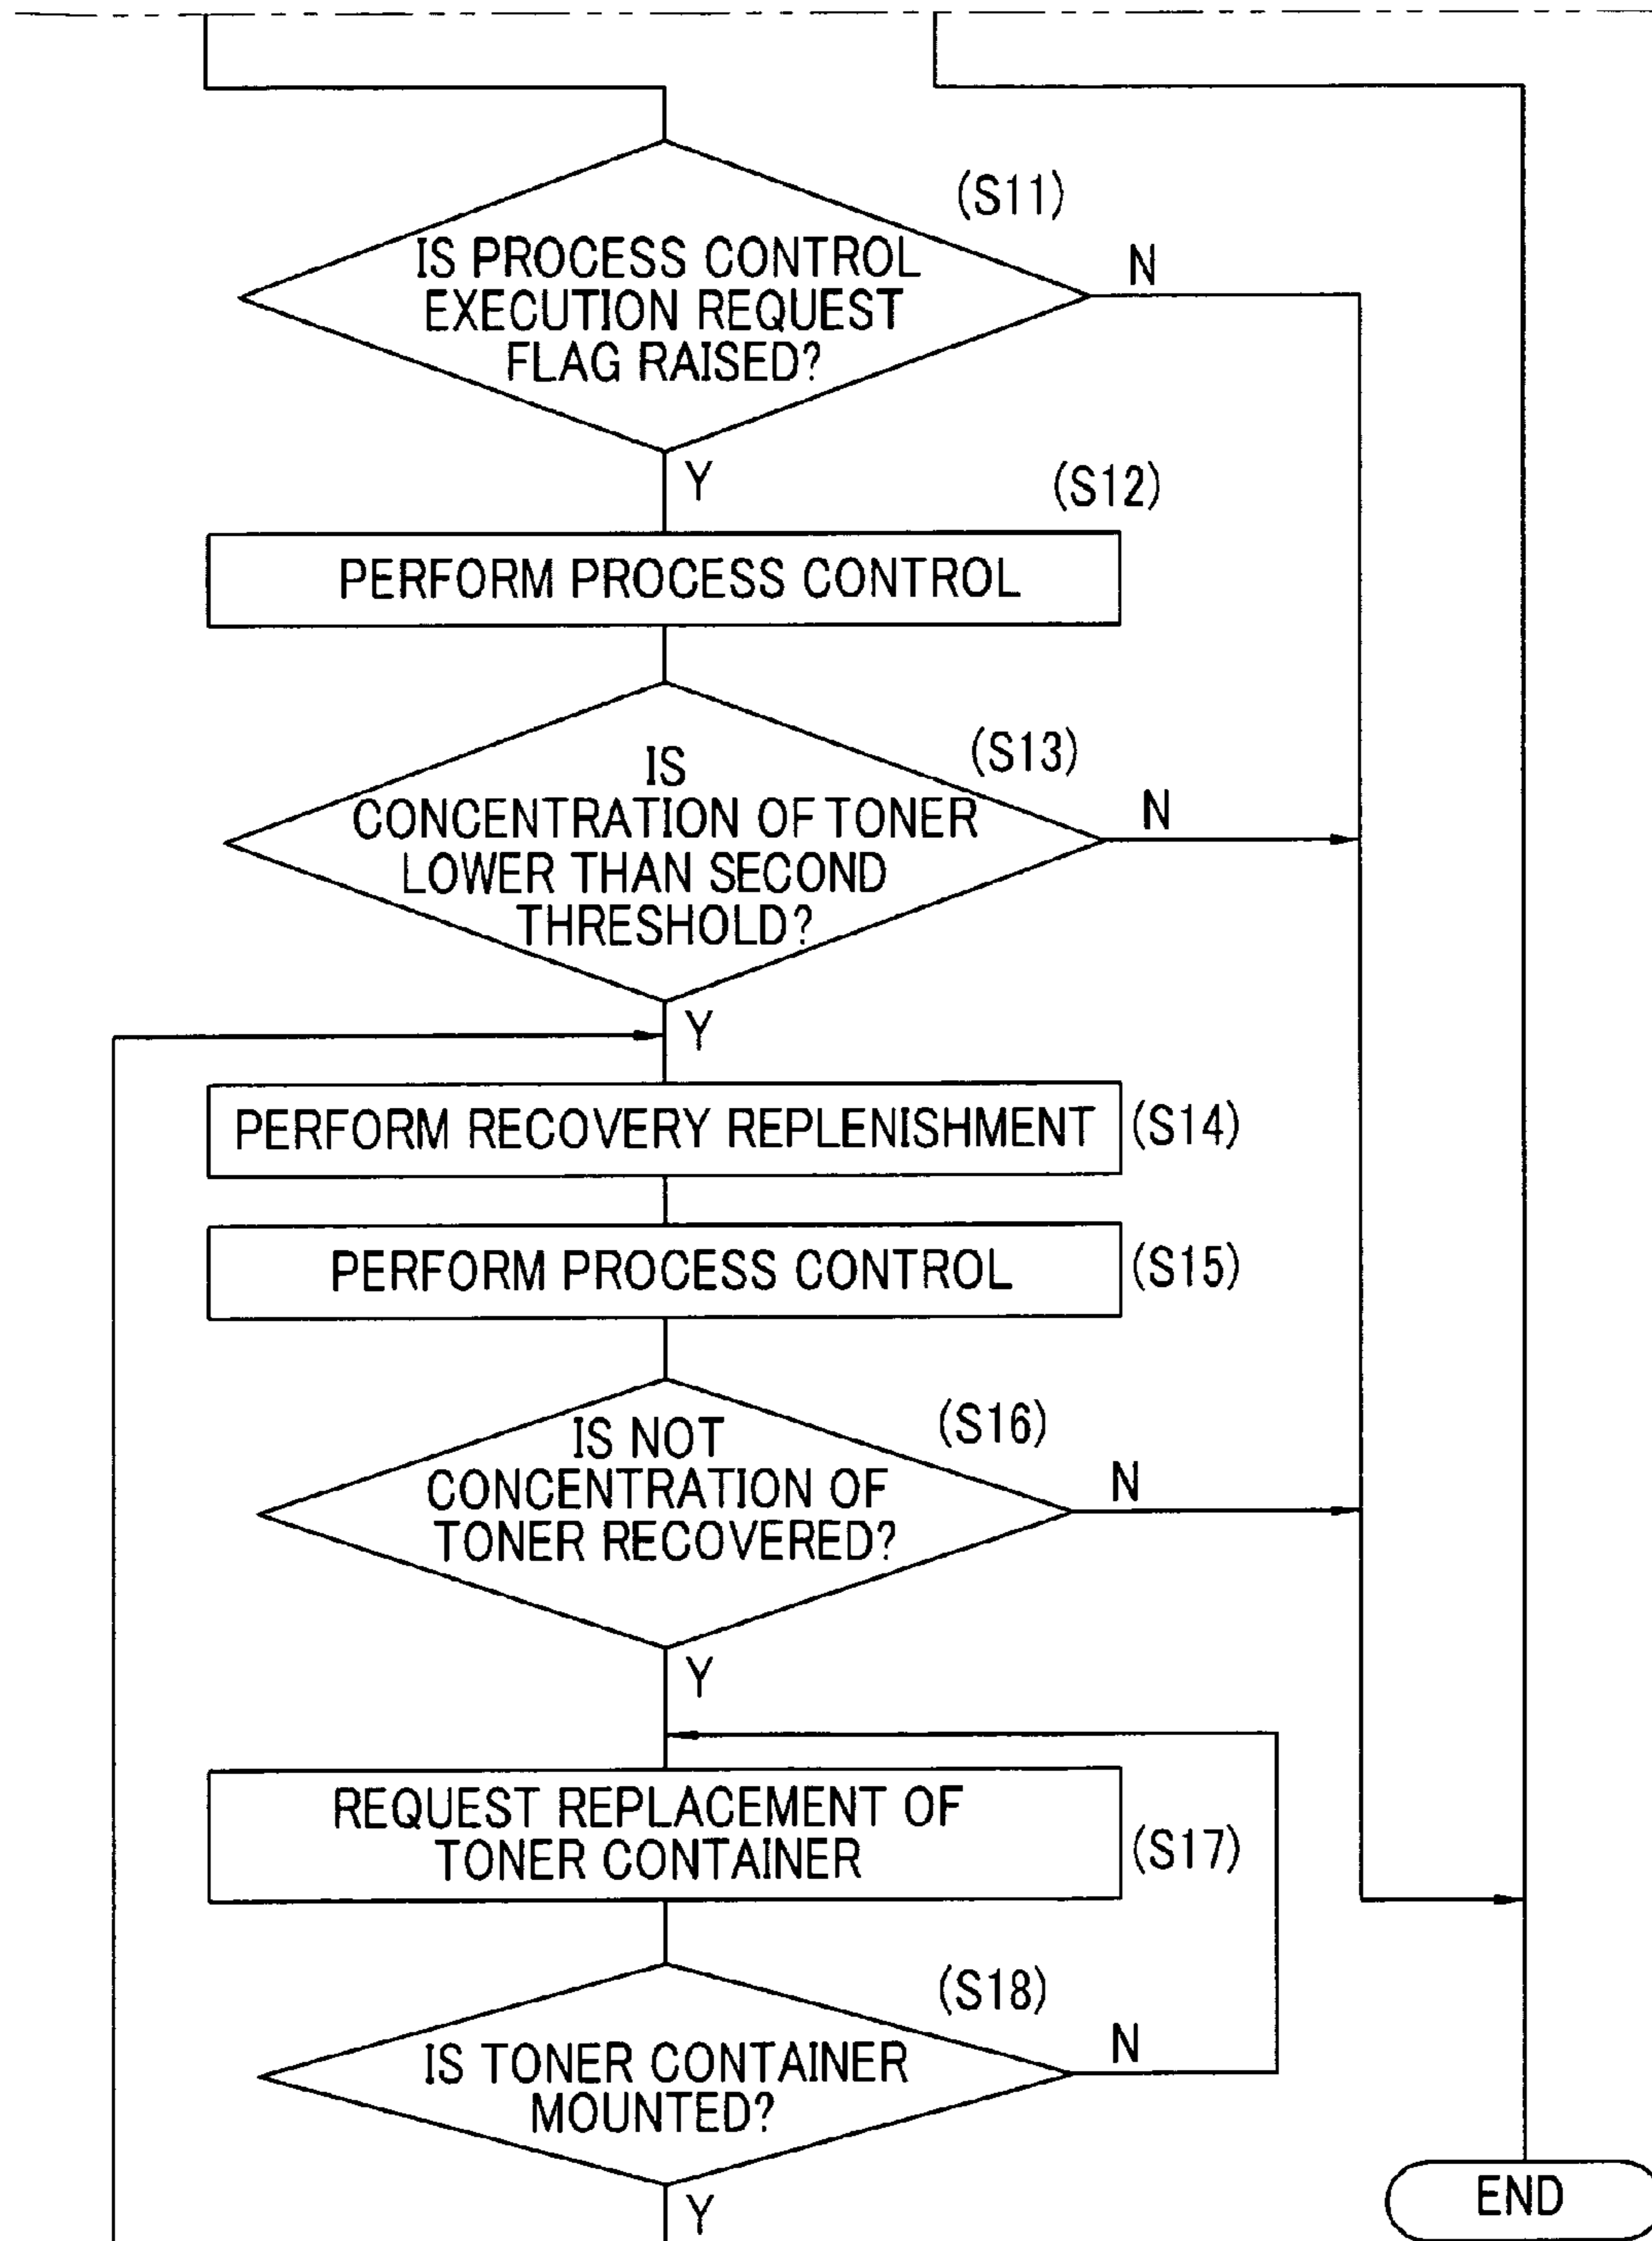 (S11)
IS PROCESS CONTROL
EXECUTION REQUEST
FLAG RAISED?
N
Y
(S12)
PERFORM PROCESS CONTROL
(S13)
IS
CONCENTRATION OF TONER
LOWER THAN SECOND
THRESHOLD?
N
Y
PERFORM RECOVERY REPLENISHMENT
(S14)
PERFORM PROCESS CONTROL
(S15)
(S16)
IS NOT
CONCENTRATION OF
TONER RECOVERED?
N
Y
REQUEST REPLACEMENT OF
TONER CONTAINER
(S17)
(S18)
IS TONER CONTAINER
MOUNTED?
N
Y
END